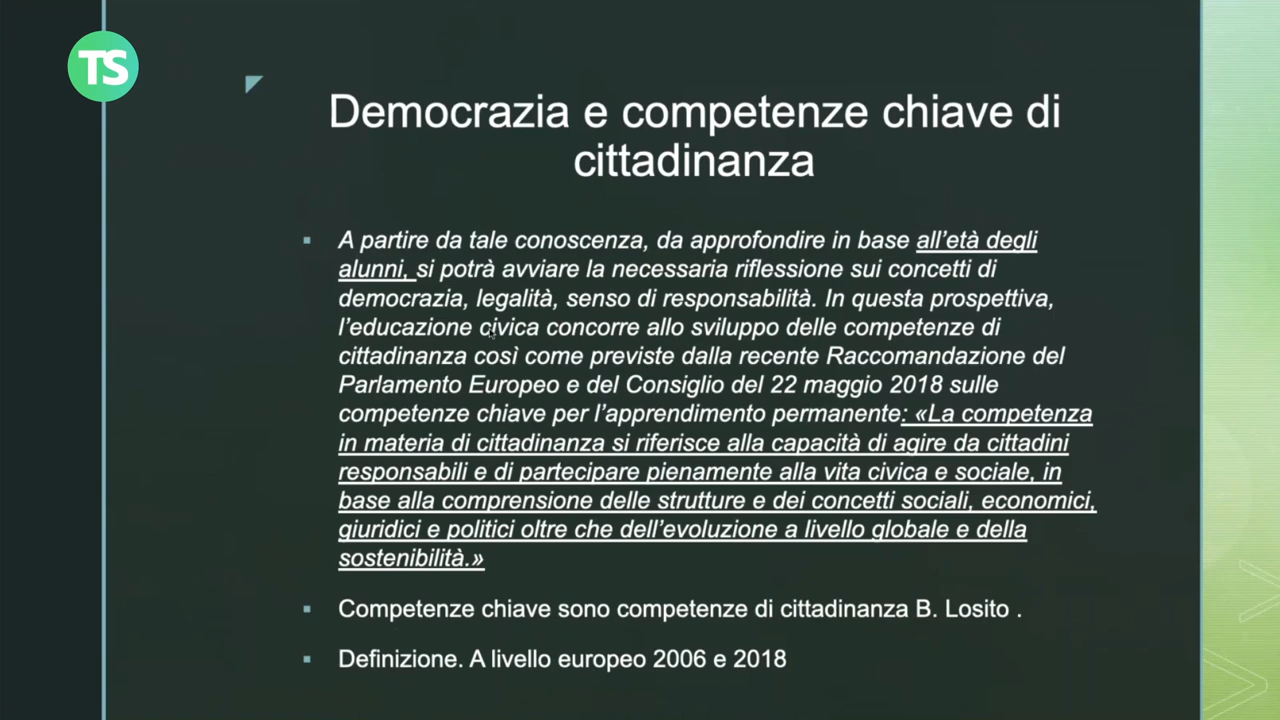 TS
Democrazia e competenze chiave di
cittadinanza
A partire da tale conoscenza, da approfondire in base all’età degli
alunni, si potrà avviare la necessaria riflessione sui concetti di
democrazia, legalità, senso di responsabilità. In questa prospettiva,
l’educazione civica concorre allo sviluppo delle competenze di
cittadinanza così come previste dalla recente Raccomandazione del
Parlamento Europeo e del Consiglio del 22 maggio 2018 sulle
competenze chiave per l’apprendimento permanente: «La competenza
in materia di cittadinanza si riferisce alla capacità di agire da cittadini
responsabili e di partecipare pienamente alla vita civica e sociale, in
base alla comprensione delle strutture e dei concetti sociali, economici,
giuridici e politici oltre che dell’evoluzione a livello globale e della
sostenibilità.»
Competenze chiave sono competenze di cittadinanza B. Losito .
Definizione. A livello europeo 2006 e 2018